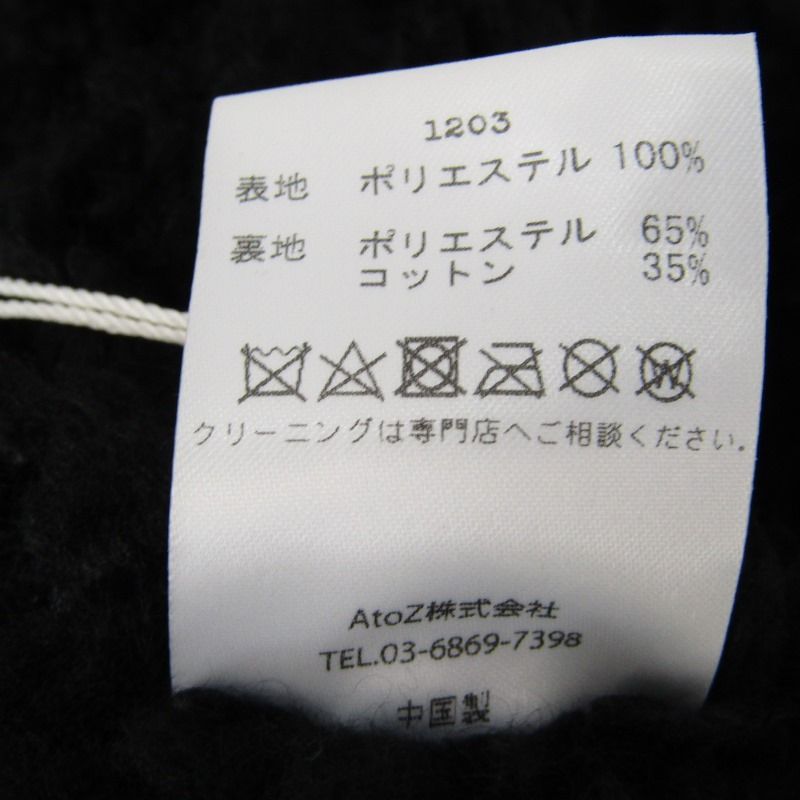 1203
表地 ポリエステル 100%
裏地 ポリエステル 65%
コットン 35%
W
クリーニングは専門店へご相談ください.
AtoZ株式会社
TEL.03-6869-7398
中国製